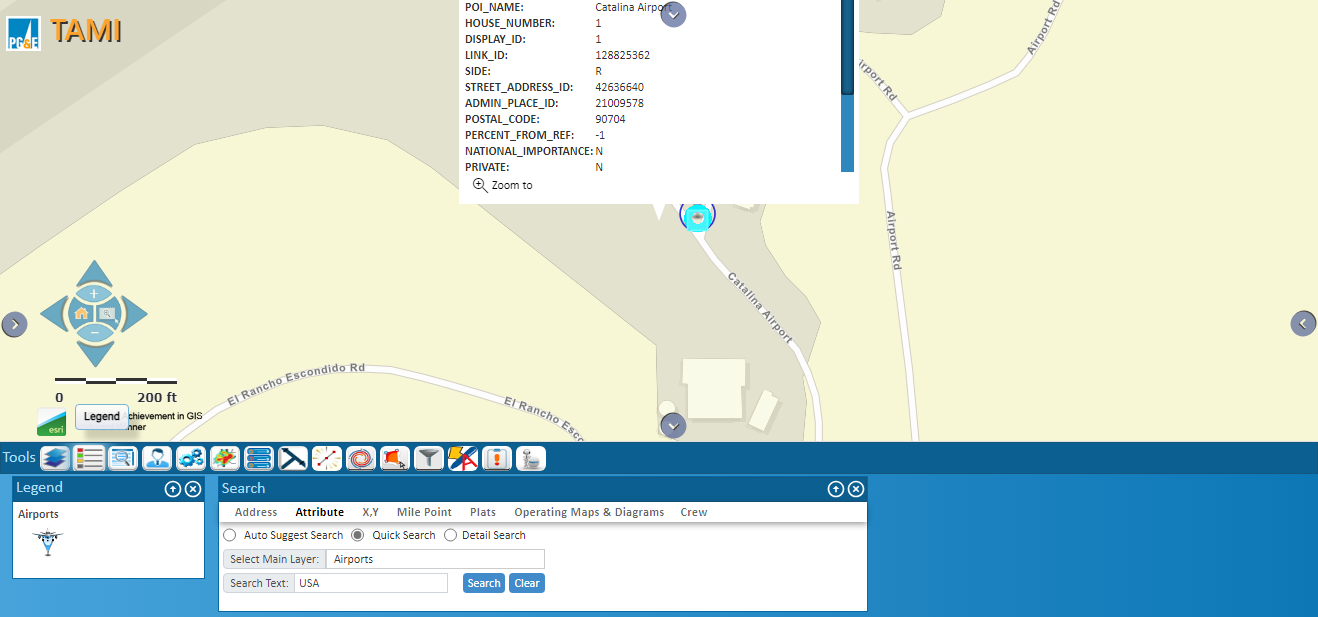 PG&E TAMI
POI_NAME: Catalina Airport
HOUSE_NUMBER: 1
DISPLAY_ID: 1
LINK_ID: 128825362
SIDE: R
STREET_ADDRESS_ID: 42636640
ADMIN_PLACE_ID: 21009578
POSTAL_CODE: 90704
PERCENT_FROM_REF: -1
NATIONAL_IMPORTANCE: N
PRIVATE: N
Zoom to
Airport Rd
irport Rd
Airport Rd
Catalina Airport
El Rancho Escondido Rd
El Rancho Esco
0 200 ft
esri
Legend
chievement in GIS
nner
Tools
Legend
Airports
Search
Address Attribute X,Y Mile Point Plats Operating Maps & Diagrams Crew
Auto Suggest Search Quick Search Detail Search
Select Main Layer: Airports
Search Text: USA Search Clear